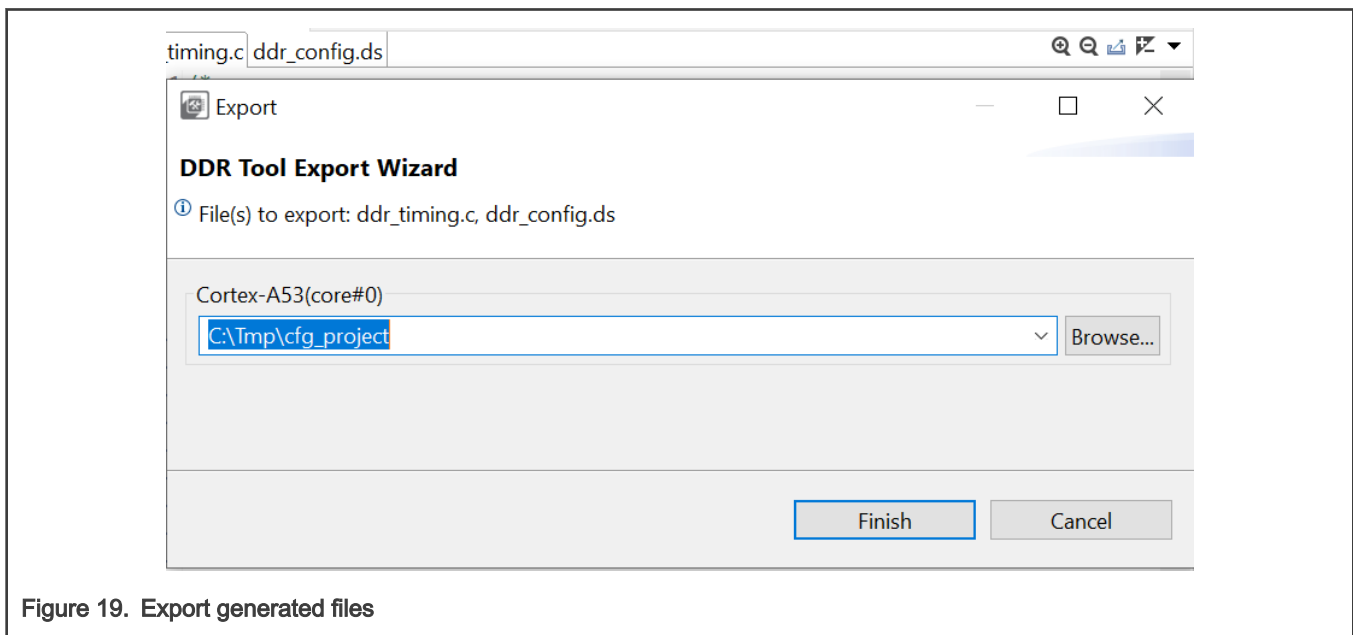 timing.c ddr_config.ds
Export
DDR Tool Export Wizard
File(s) to export: ddr_timing.c, ddr_config.ds
Cortex-A53(core#0)
C:\Tmp\cfg_project
Browse...
Finish Cancel
Figure 19. Export generated files